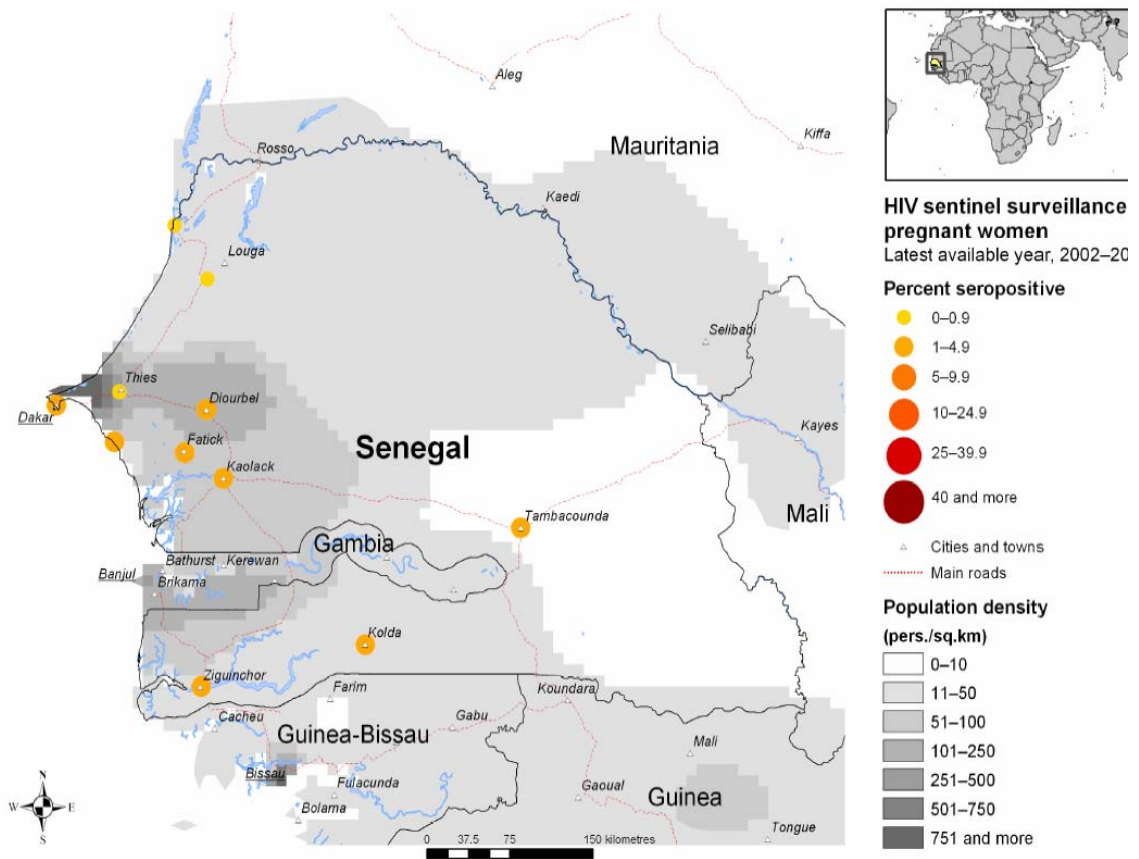 Aleg
Kiffa
Mauritania
Rosso
Kaedi
Louga
Selibabi
Thies
Diourbel
Dakar
Fatick
Senegal
Kayes
Kaolack
Mali
Tambacounda
Gambia
Bathurst
Kerewan
Banjul
Brikama
Kolda
Ziguinchor
Farim
Koundara
Cacheu
Gabu
Guinea-Bissau
Mali
Bissau
Fulacunda
Gaoual
Guinea
Bolama
Tongue
N
W
E
S
0 37.5 75 150 kilometres
HIV sentinel surveillance
pregnant women
Latest available year, 2002–20
Percent seropositive
0–0.9
1–4.9
5–9.9
10–24.9
25–39.9
40 and more
Cities and towns
Main roads
Population density
(pers./sq.km)
0–10
11–50
51–100
101–250
251–500
501–750
751 and more